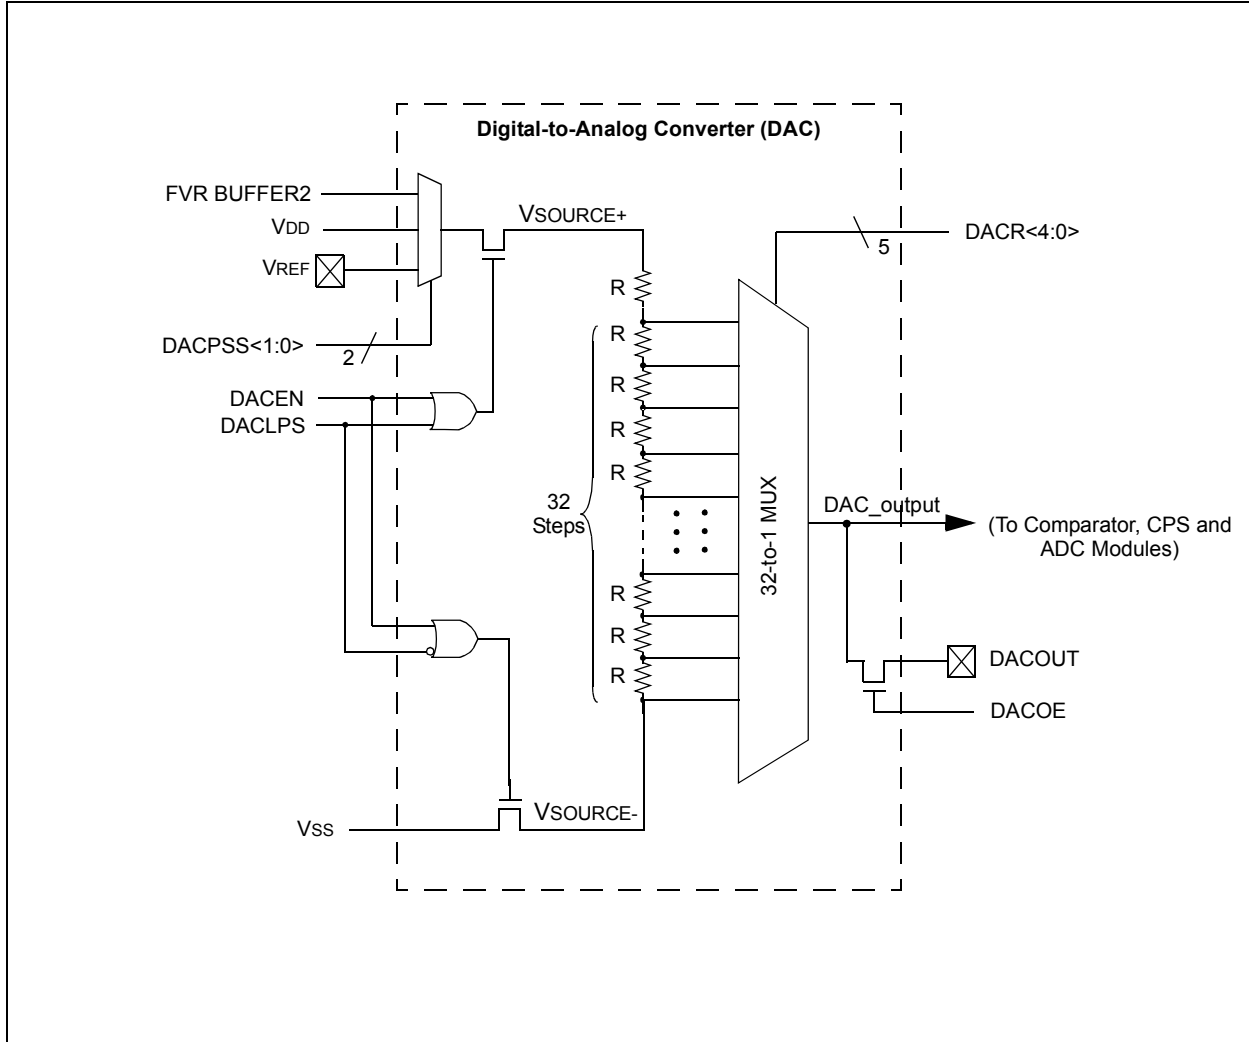 Digital-to-Analog Converter (DAC)
FVR BUFFER2
VDD
VREF
DACPSS<1:0>
2
DACEN
DACLPS
VSOURCE+
R
R
R
R
R
32
Steps
R
R
R
32-to-1 MUX
5
DACR<4:0>
DAC_output
(To Comparator, CPS and
ADC Modules)
DACOUT
DACOE
VSOURCE-
VSS